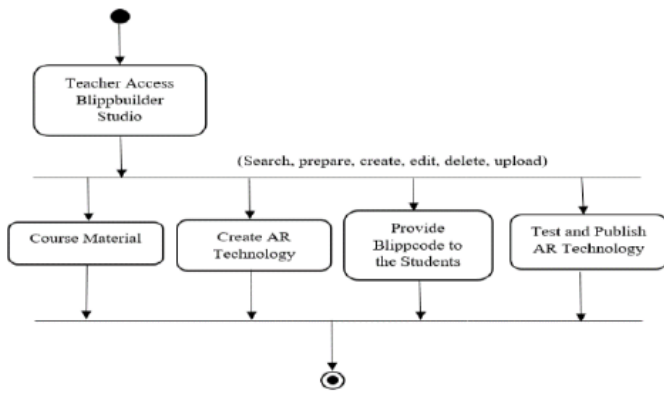 Teacher Access
Blippbuilder
Studio
(Search, prepare, create, edit, delete, upload)
Course Material
Create AR
Technology
Provide
Blippcode to
the Students
Test and Publish
AR Technology